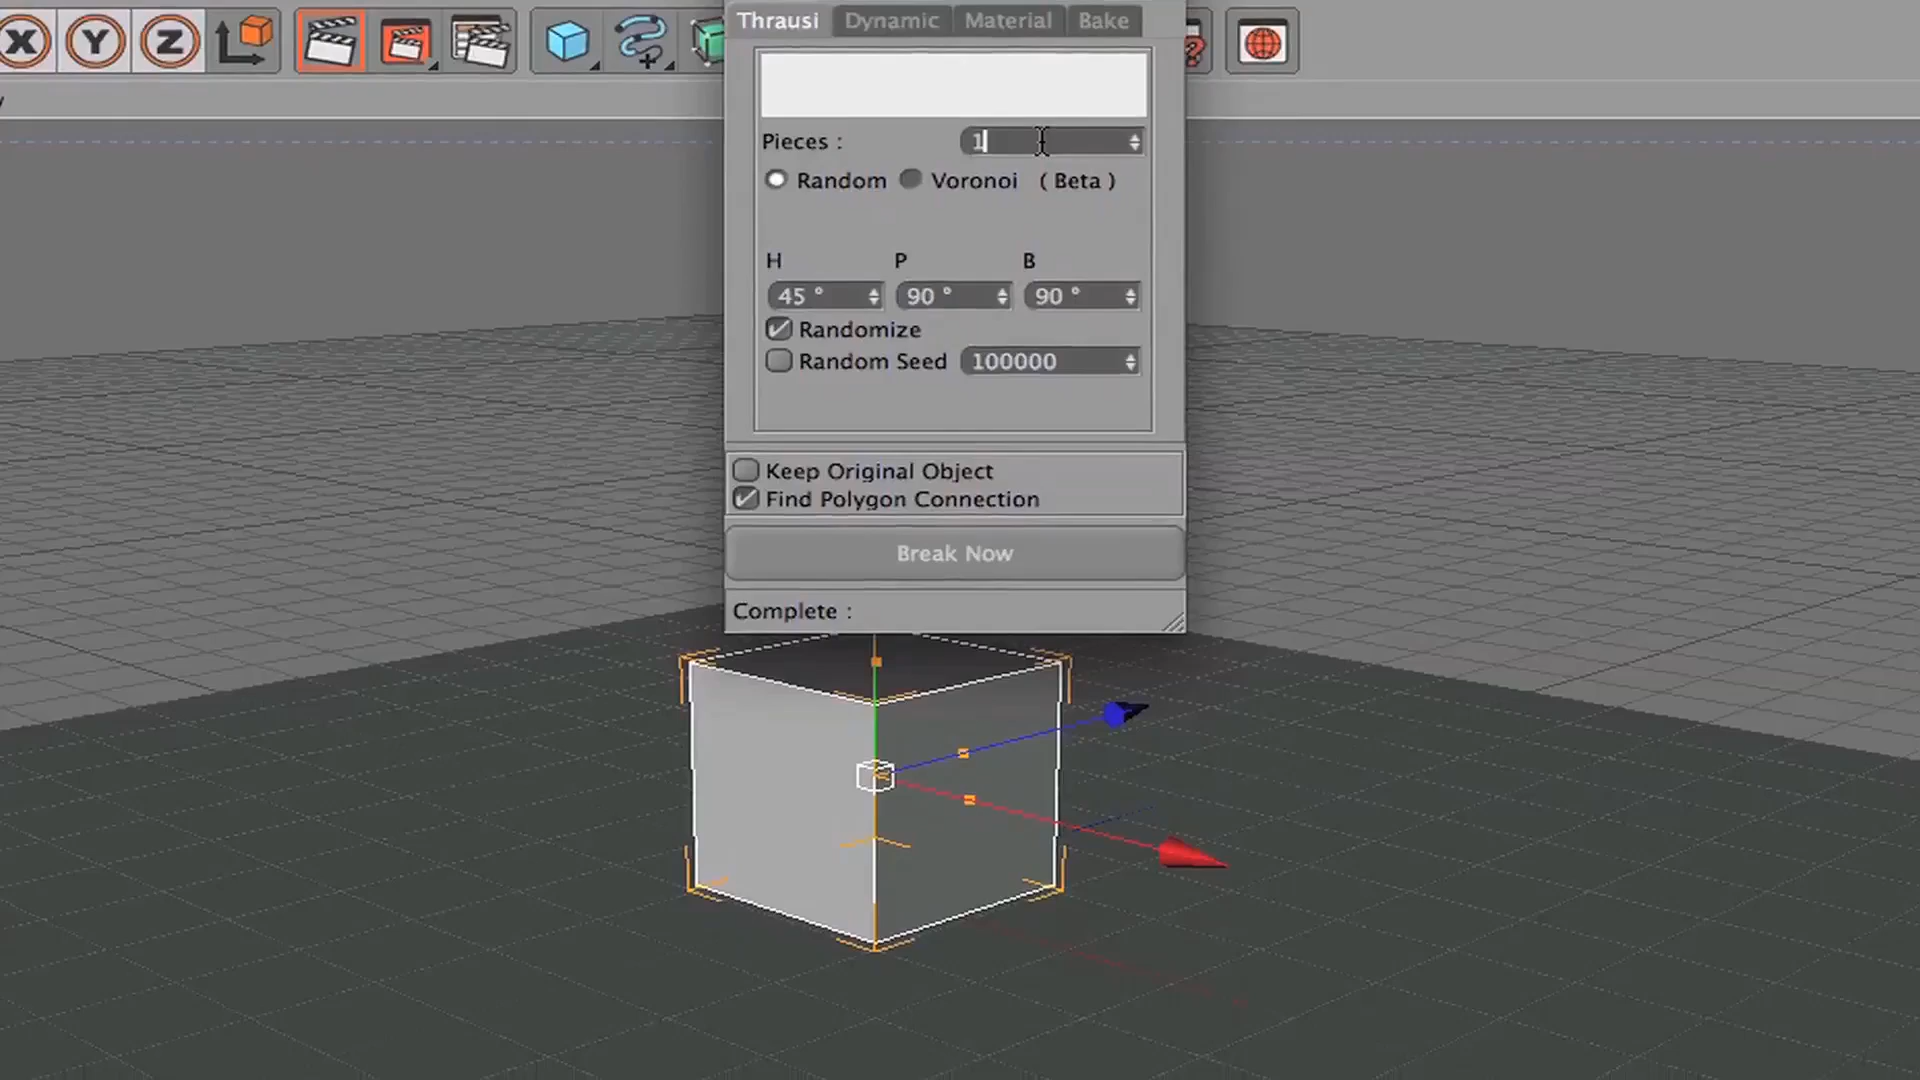 X Y Z
Thrausi Dynamic Material Bake
y
Pieces : 1
Random Voronoi ( Beta )
H P B
45 ° 90 ° 90 °
Randomize
Random Seed 100000
Keep Original Object
Find Polygon Connection
Break Now
Complete :